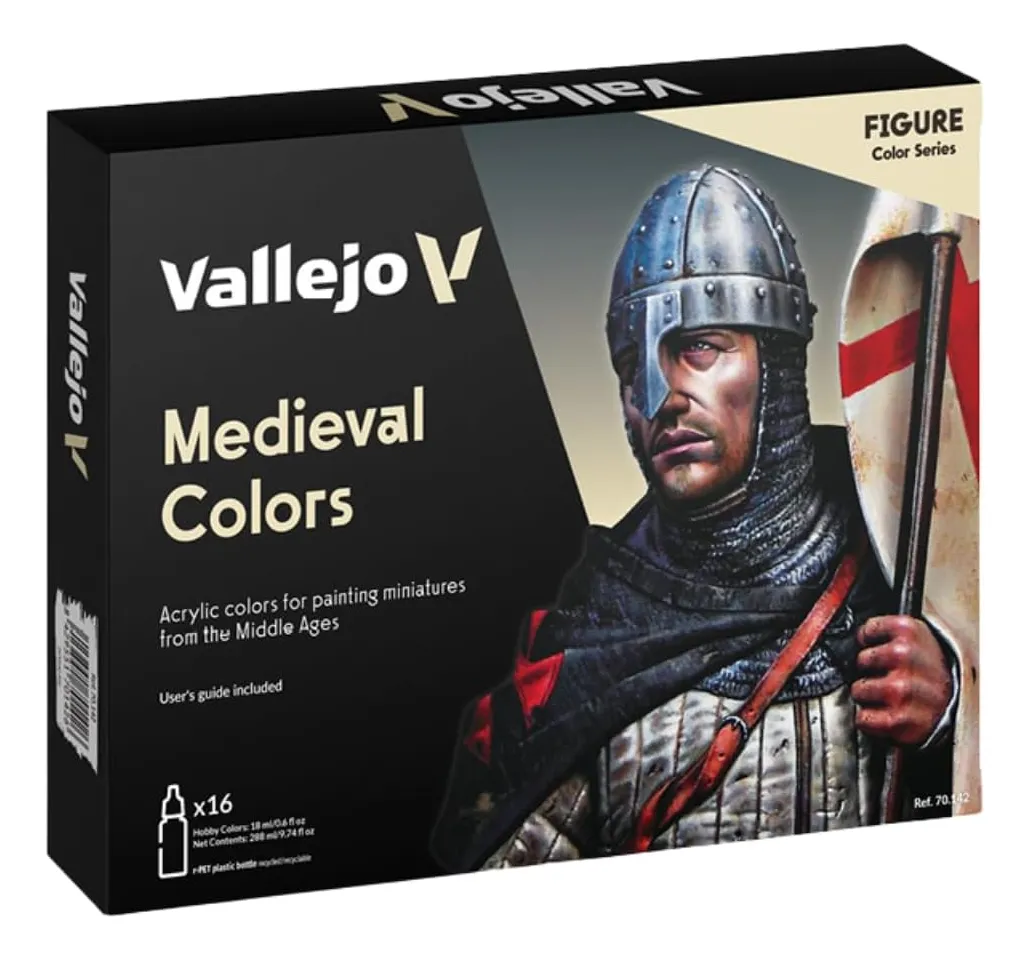 Vallejo
FIGURE
Color Series
Vallejo
Vallejo
Medieval
Colors
Acrylic colors for painting miniatures
from the Middle Ages
User's guide included
x16
Hobby Colors: 18 ml/0.6 fl oz
Net Contents: 288 ml/9.74 fl oz
r-PET plastic bottle recycled/recyclable
Ref. 70.142